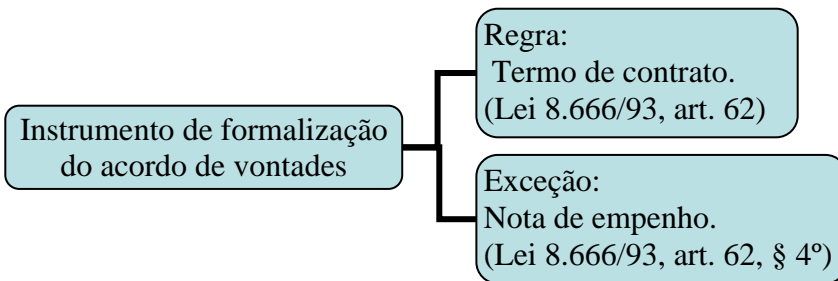 Instrumento de formalização
do acordo de vontades
Regra:
Termo de contrato.
(Lei 8.666/93, art. 62)
Exceção:
Nota de empenho.
(Lei 8.666/93, art. 62, § 4º)